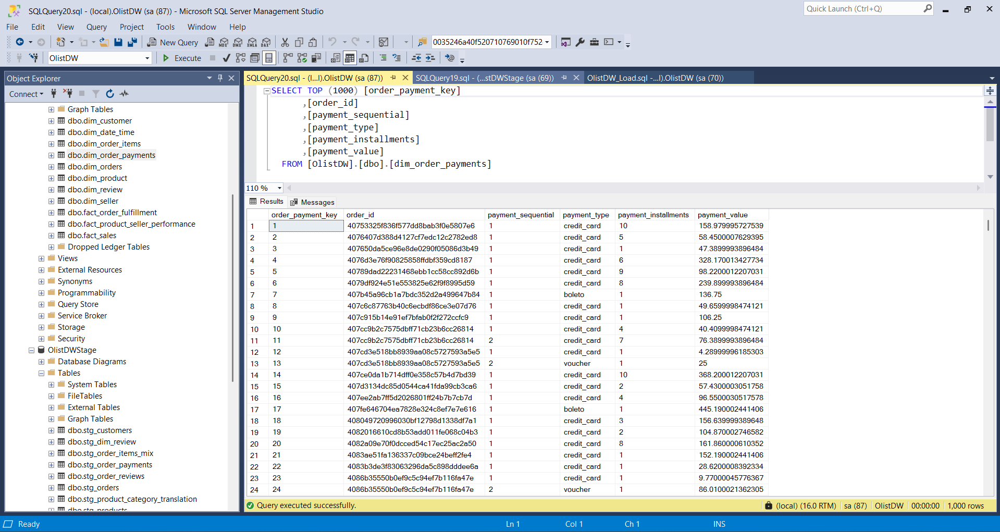 SQLQuery20.sql - (local).OlistDW (sa (87)) - Microsoft SQL Server Management Studio
Quick Launch (Ctrl+Q)
File Edit View Query Project Tools Window Help
New Query MDX DMX XMLA DAX 0035246a40f520710769010f752
OlistDW Execute
Object Explorer
Connect
Graph Tables
dbo.dim_customer
dbo.dim_date_time
dbo.dim_order_items
dbo.dim_order_payments
dbo.dim_orders
dbo.dim_product
dbo.dim_review
dbo.dim_seller
dbo.fact_order_fulfillment
dbo.fact_product_seller_performance
dbo.fact_sales
Dropped Ledger Tables
Views
External Resources
Synonyms
Programmability
Query Store
Service Broker
Storage
Security
OlistDWStage
Database Diagrams
Tables
System Tables
FileTables
External Tables
Graph Tables
dbo.stg_customers
dbo.stg_dim_review
dbo.stg_order_items_mix
dbo.stg_order_payments
dbo.stg_order_reviews
dbo.stg_orders
dbo.stg_product_category_translation
dbo.stg_products
SQLQuery20.sql - (l...l).OlistDW (sa (87)) SQLQuery19.sql - (...stDWStage (sa (69)) OlistDW_Load.sql -...l).OlistDW (sa (70))
SELECT TOP (1000) [order_payment_key]
,[order_id]
,[payment_sequential]
,[payment_type]
,[payment_installments]
,[payment_value]
FROM [OlistDW].[dbo].[dim_order_payments]
110 %
Results Messages
order_payment_key order_id payment_sequential payment_type payment_installments payment_value
1 1 40753325f836f577dd8bab3f0e5807e6 1 credit_card 10 158.979995727539
2 2 4076407d388d4127cf7edc12c2782ed8 1 credit_card 5 58.4500007629395
3 3 407650da5ce96e8de0290f05086d3b49 1 credit_card 1 47.3899993896484
4 4 4076d3e76f90825858ffdbf359cd8187 1 credit_card 6 328.170013427734
5 5 40789dad22231468ebb1cc58cc892d6b 1 credit_card 9 98.2200012207031
6 6 4079df924e51e553825e62f9f8995d59 1 credit_card 8 239.899993896484
7 7 407b45a96cb1a7bdc352d2a499647b84 1 boleto 1 136.75
8 8 407c6c87763b40c6ecbdf86ce3e07d76 1 credit_card 1 49.6599998474121
9 9 407c915b14e91ef7bfab0f2f272ccfc9 1 credit_card 1 106.25
10 10 407cc9b2c7575dbff71cb23b6cc26814 1 credit_card 4 40.4099998474121
11 11 407cc9b2c7575dbff71cb23b6cc26814 2 credit_card 7 76.3899993896484
12 12 407cd3e518bb8939aa08c5727593a5e5 1 credit_card 1 4.28999996185303
13 13 407cd3e518bb8939aa08c5727593a5e5 2 voucher 1 25
14 14 407ce0da1b714dff0e358c57b4d7bd39 1 credit_card 10 368.200012207031
15 15 407d3134dc85d0544ca41fda99cb3ca6 1 credit_card 2 57.4300003051758
16 16 407ee2ab7ff5d2026801ff24b7b7cb7d 1 credit_card 4 96.5500030517578
17 17 407fe646704ea7828e324c8ef7e7e616 1 boleto 1 445.190002441406
18 18 408049720996030bf12798d1338df7a1 1 credit_card 3 156.639999389648
19 19 4082016610cd8b53add011fe068c04b3 1 credit_card 2 104.870002746582
20 20 4082a09e70f0dcced54c17ec25ac2a50 1 credit_card 8 161.860000610352
21 21 4083ae51fa136337c09bce24beff2fe4 1 credit_card 1 152.190002441406
22 22 4083b3de3f83063296da5c898dddee6a 1 credit_card 1 28.6200008392334
23 23 4086b35550b0ef9c5c94ef7b116fa47e 1 credit_card 1 9.77000045776367
24 24 4086b35550b0ef9c5c94ef7b116fa47e 2 voucher 1 86.0100021362305
Query executed successfully. (local) (16.0 RTM) sa (87) OlistDW 00:00:00 1,000 rows
Ready Ln 1 Col 1 Ch 1 INS